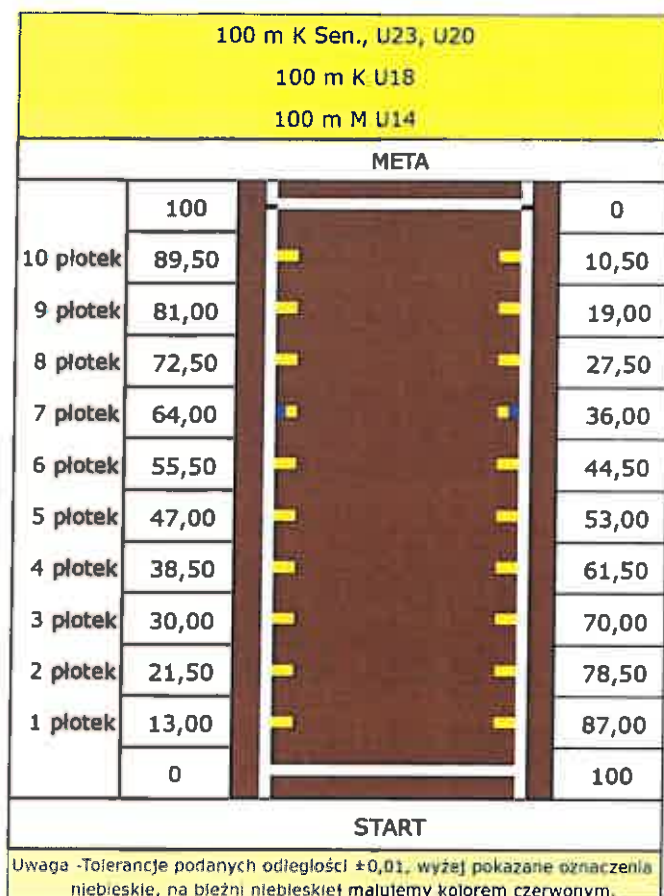 100 m K Sen., U23, U20
100 m K U18
100 m M U14
META
100 0
10 płotek 89,50 10,50
9 płotek 81,00 19,00
8 płotek 72,50 27,50
7 płotek 64,00 36,00
6 płotek 55,50 44,50
5 płotek 47,00 53,00
4 płotek 38,50 61,50
3 płotek 30,00 70,00
2 płotek 21,50 78,50
1 płotek 13,00 87,00
0 100
START
Uwaga -Tolerancje podanych odległości ±0,01, wyżej pokazane oznaczenia
niebieskie, na bieżni niebieskiej malujemy kolorem czerwonym.